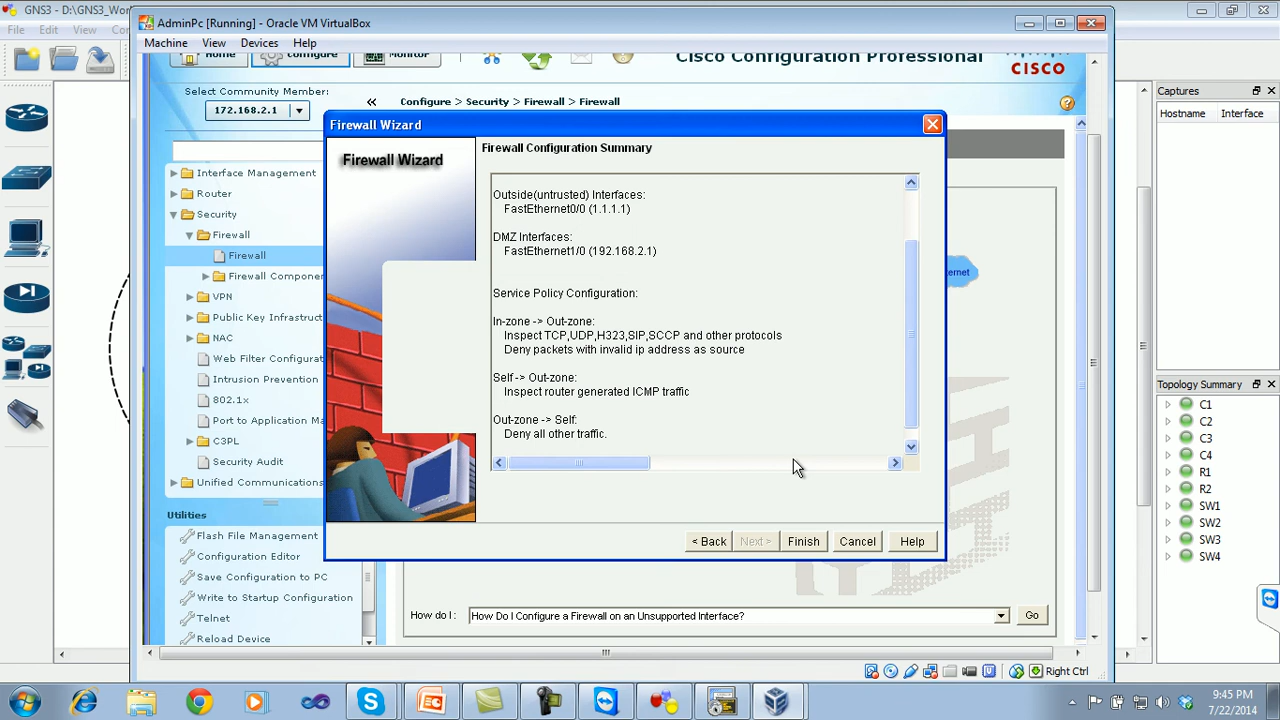 GNS3 - D:\GNS3_Wor
AdminPc [Running] - Oracle VM VirtualBox
File Edit View Co
Machine View Devices Help
Home Configure Monitor
Cisco Configuration Professional
CISCO
Select Community Member:
172.168.2.1
Configure > Security > Firewall > Firewall
Captures
Hostname Interface
Firewall Wizard
Firewall Wizard
Firewall Configuration Summary
Interface Management
Router
Security
Firewall
Firewall
Firewall Compone
VPN
Public Key Infrastruct
NAC
Web Filter Configurat
Intrusion Prevention
802.1x
Port to Application Ma
C3PL
Security Audit
Unified Communications
Outside(untrusted) Interfaces:
FastEthernet0/0 (1.1.1.1)
DMZ Interfaces:
FastEthernet1/0 (192.168.2.1)
Service Policy Configuration:
In-zone -> Out-zone:
Inspect TCP,UDP,H323,SIP,SCCP and other protocols
Deny packets with invalid ip address as source
Self -> Out-zone:
Inspect router generated ICMP traffic
Out-zone -> Self:
Deny all other traffic.
ernet
Topology Summary
C1
C2
C3
C4
R1
R2
SW1
SW2
SW3
SW4
Utilities
Flash File Management
Configuration Editor
Save Configuration to PC
Write to Startup Configuration
Telnet
Reload Device
< Back Next > Finish Cancel Help
How do I: How Do I Configure a Firewall on an Unsupported Interface? Go
Right Ctrl
9:45 PM
7/22/2014